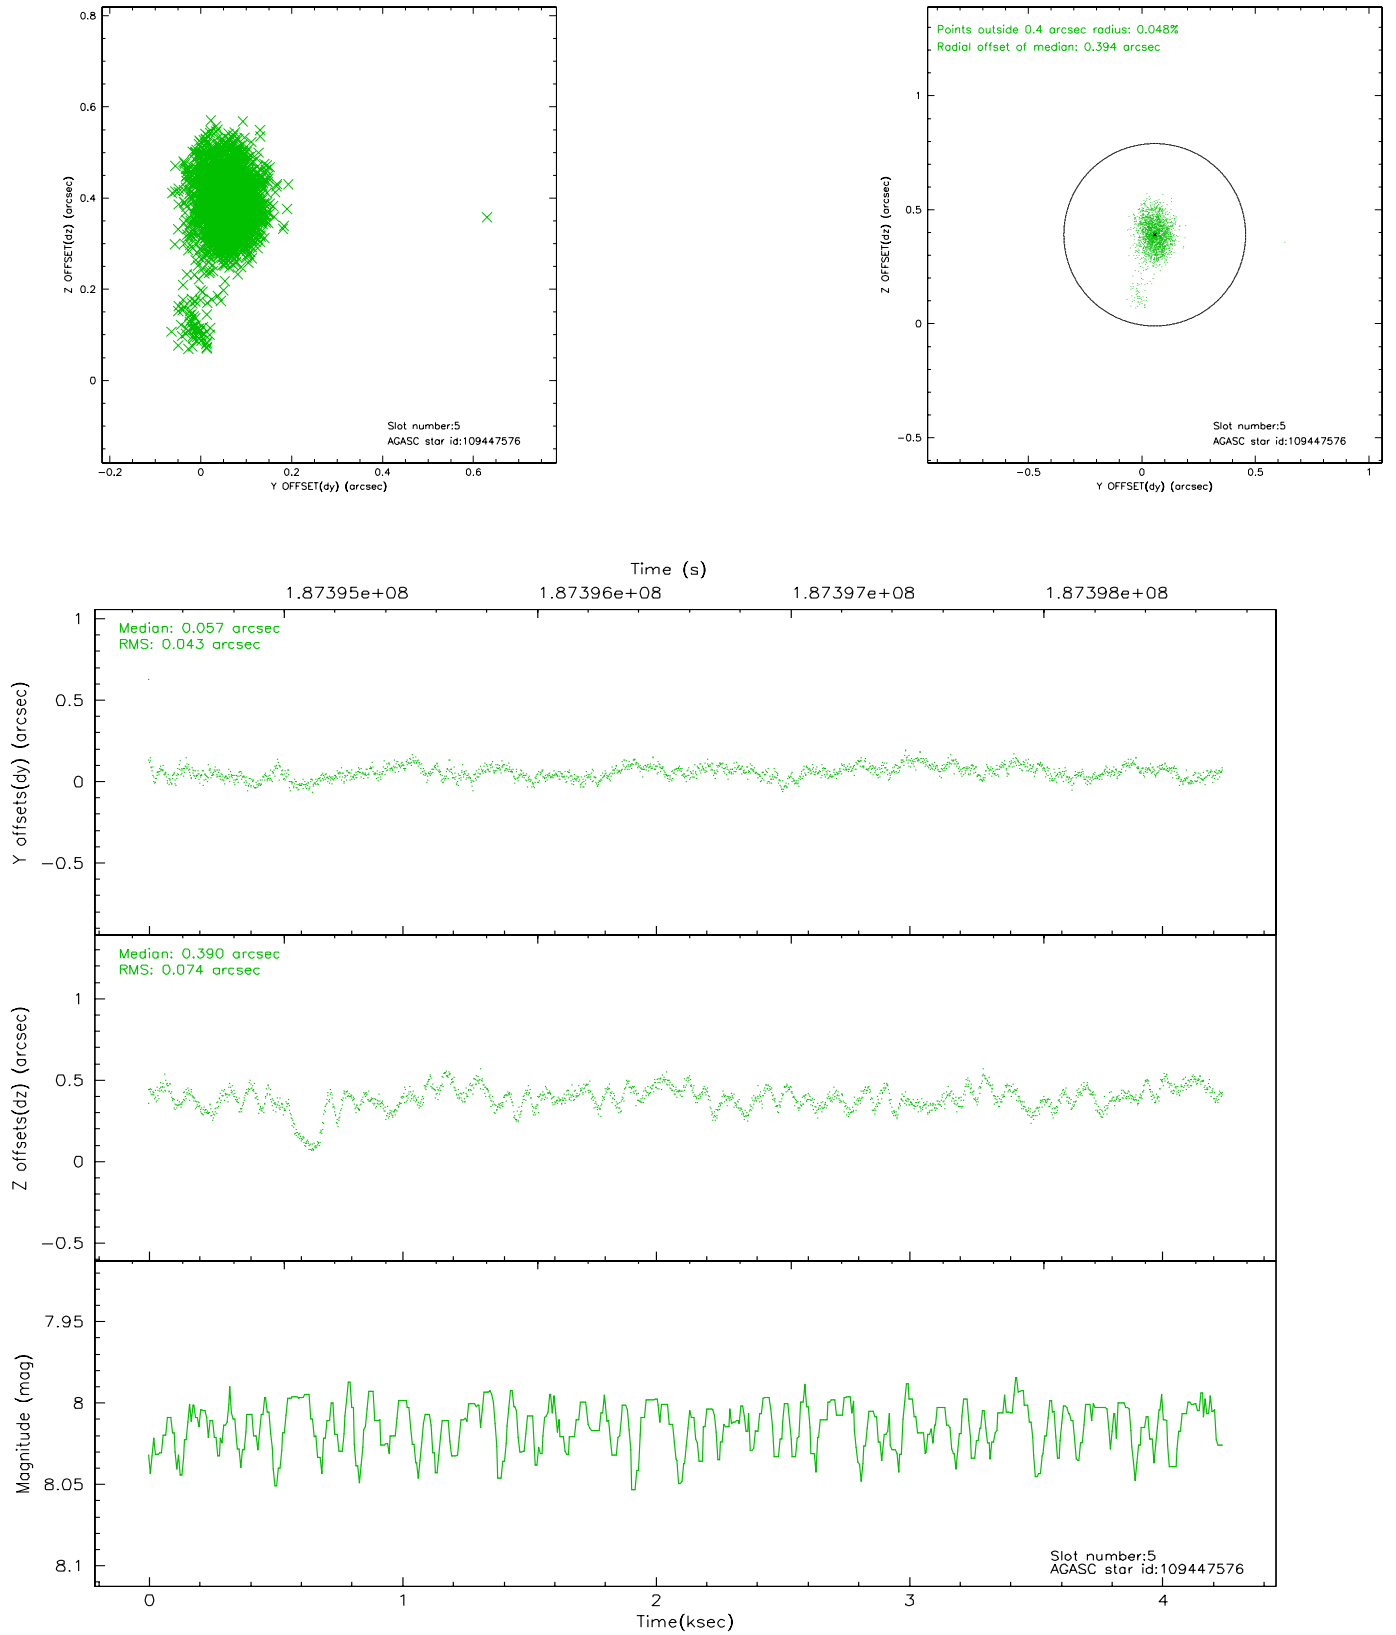 0.8
0.6
0.4
0.2
0
−0.2
0
0.2
0.4
0.6
Z OFFSET(dz) (arcsec)
Y OFFSET(dy) (arcsec)
Slot number:5
AGASC star id:109447576
Points outside 0.4 arcsec radius: 0.048%
Radial offset of median: 0.394 arcsec
1
0.5
0
−0.5
−0.5
0
0.5
1
Z OFFSET(dz) (arcsec)
Y OFFSET(dy) (arcsec)
Slot number:5
AGASC star id:109447576
Time (s)
1.87395e+08
1.87396e+08
1.87397e+08
1.87398e+08
Median: 0.057 arcsec
RMS: 0.043 arcsec
1
0.5
0
−0.5
Y offsets(dy) (arcsec)
Median: 0.390 arcsec
RMS: 0.074 arcsec
1
0.5
0
−0.5
Z offsets(dz) (arcsec)
7.95
8
8.05
8.1
Magnitude (mag)
Slot number:5
AGASC star id:109447576
0
1
2
3
4
Time(ksec)